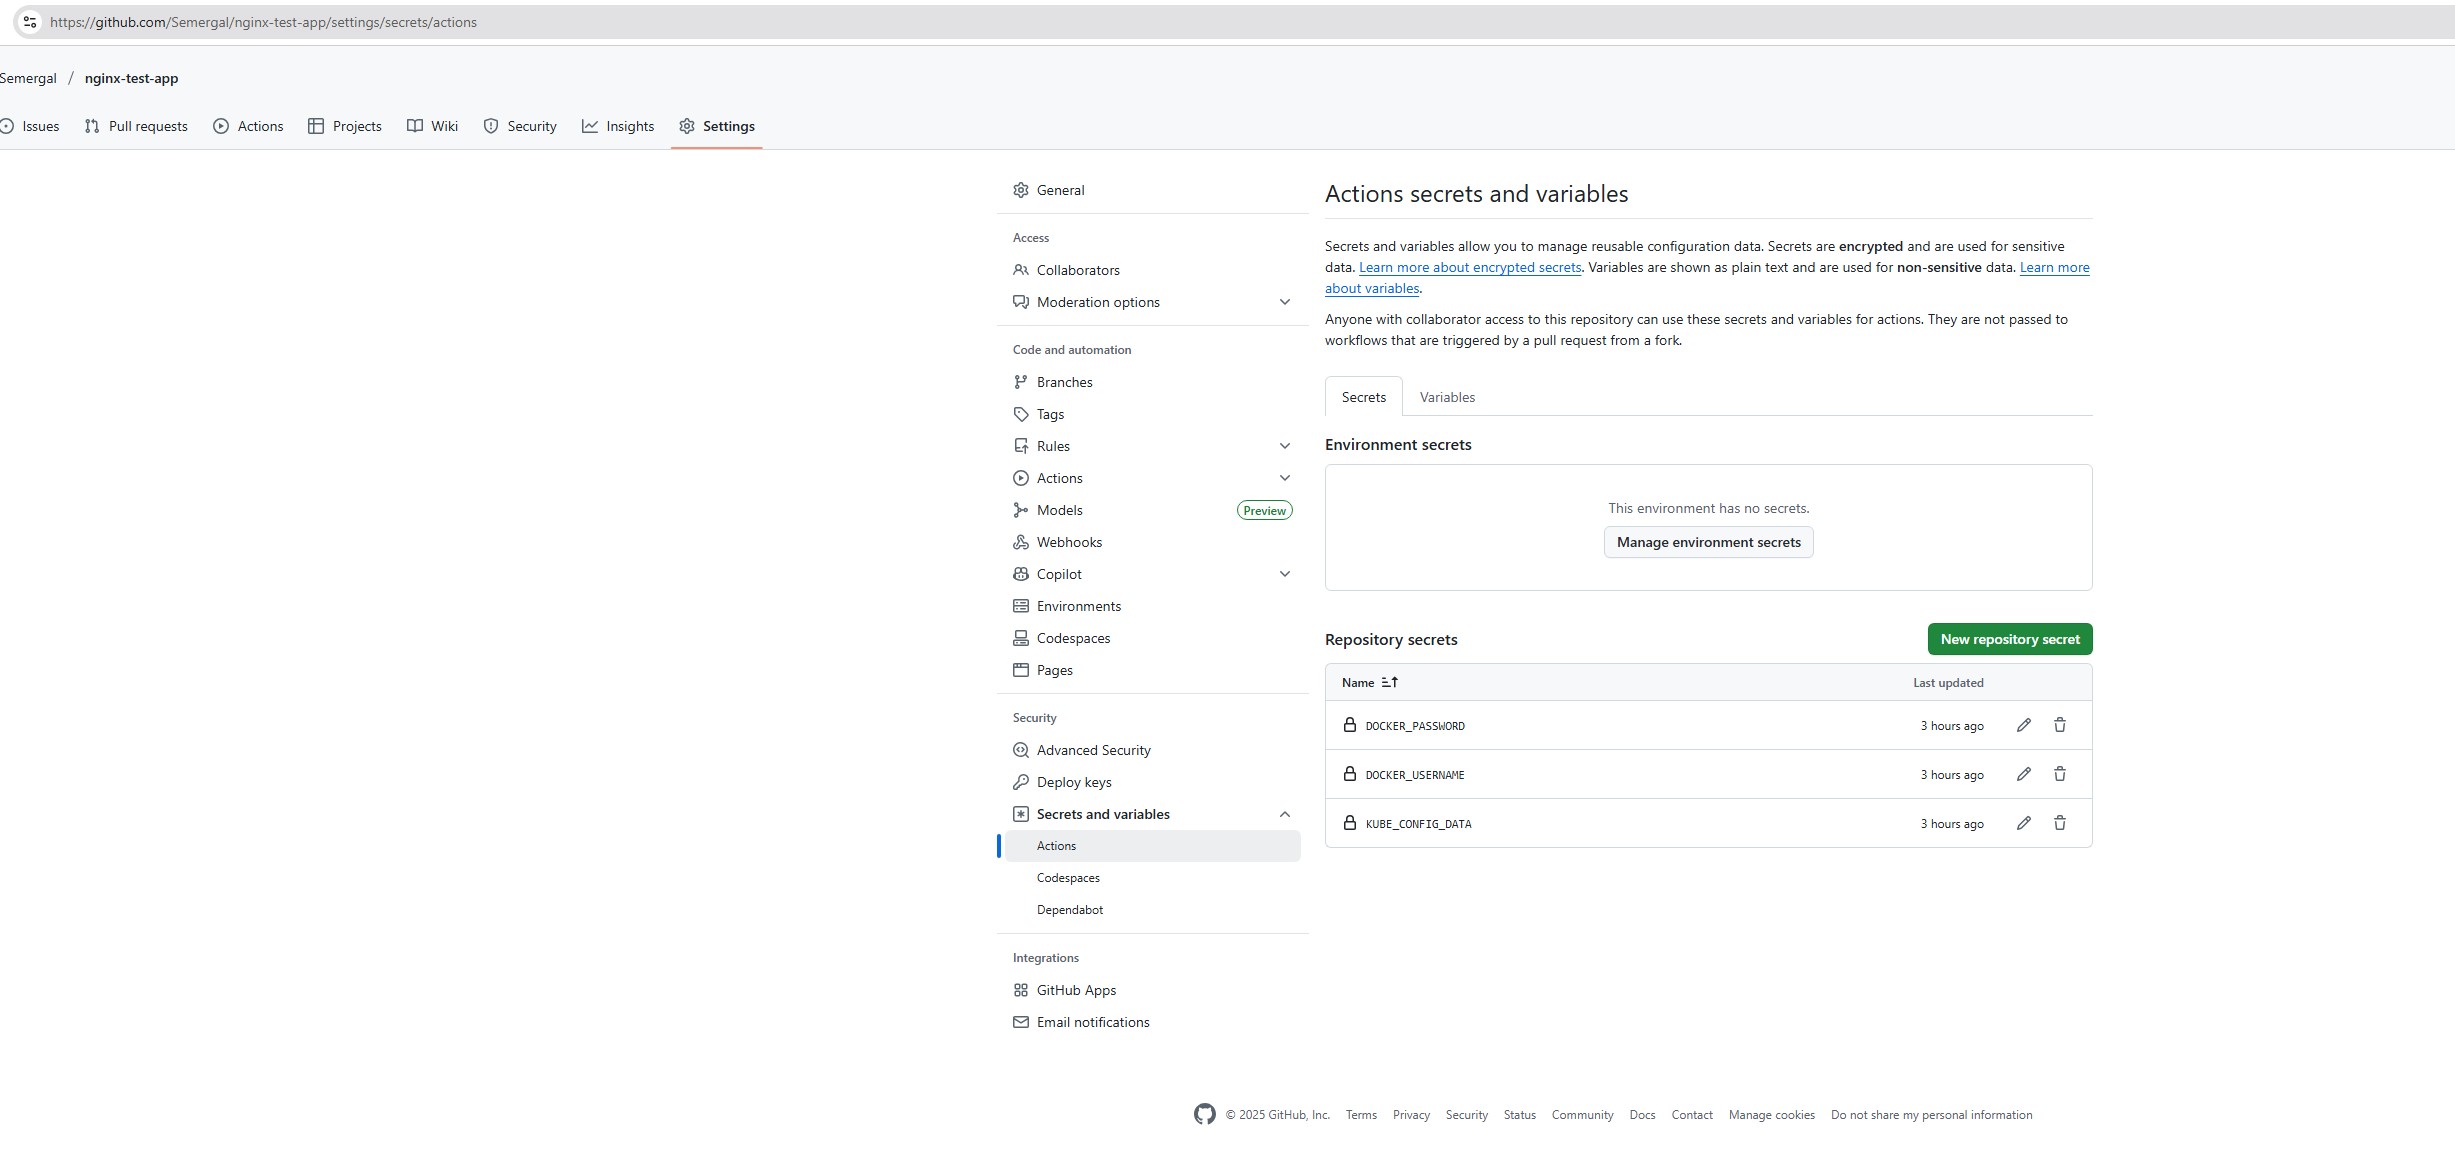 https://github.com/Semergal/nginx-test-app/settings/secrets/actions
Semergal / nginx-test-app
Issues
Pull requests
Actions
Projects
Wiki
Security
Insights
Settings
General
Access
Collaborators
Moderation options
Code and automation
Branches
Tags
Rules
Actions
Models Preview
Webhooks
Copilot
Environments
Codespaces
Pages
Security
Advanced Security
Deploy keys
Secrets and variables
Actions
Codespaces
Dependabot
Integrations
GitHub Apps
Email notifications
Actions secrets and variables
Secrets and variables allow you to manage reusable configuration data. Secrets are encrypted and are used for sensitive
data. Learn more about encrypted secrets. Variables are shown as plain text and are used for non-sensitive data. Learn more
about variables.
Anyone with collaborator access to this repository can use these secrets and variables for actions. They are not passed to
workflows that are triggered by a pull request from a fork.
Secrets
Variables
Environment secrets
This environment has no secrets.
Manage environment secrets
Repository secrets
New repository secret
Name Last updated
DOCKER_PASSWORD 3 hours ago
DOCKER_USERNAME 3 hours ago
KUBE_CONFIG_DATA 3 hours ago
© 2025 GitHub, Inc. Terms Privacy Security Status Community Docs Contact Manage cookies Do not share my personal information